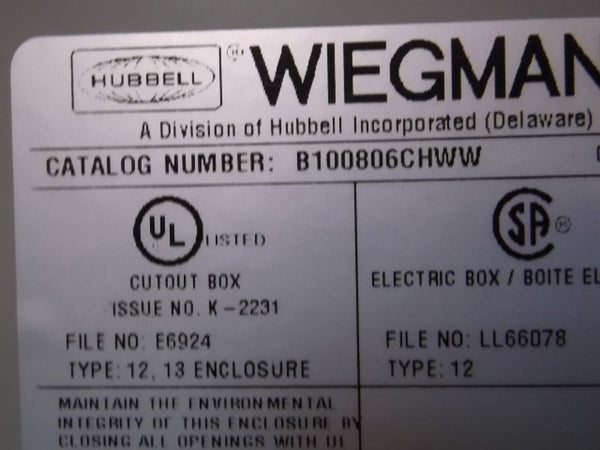 HUBBELL ® WIEGMAN
A Division of Hubbell Incorporated (Delaware)
CATALOG NUMBER: B100806CHWW
UL LISTED
CUTOUT BOX
ISSUE NO. K-2231
FILE NO: E6924
TYPE: 12, 13 ENCLOSURE
SA ®
ELECTRIC BOX / BOITE EL
FILE NO: LL66078
TYPE: 12
MAINTAIN THE ENVIRONMENTAL
INTEGRITY OF THIS ENCLOSURE BY
CLOSING ALL OPENINGS WITH UL